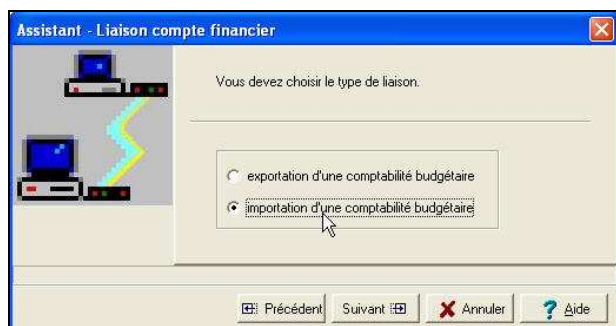 Assistant - Liaison compte financier
Vous devez choisir le type de liaison.
exportation d'une comptabilité budgétaire
importation d'une comptabilité budgétaire
Précédent Suivant Annuler ? Aide